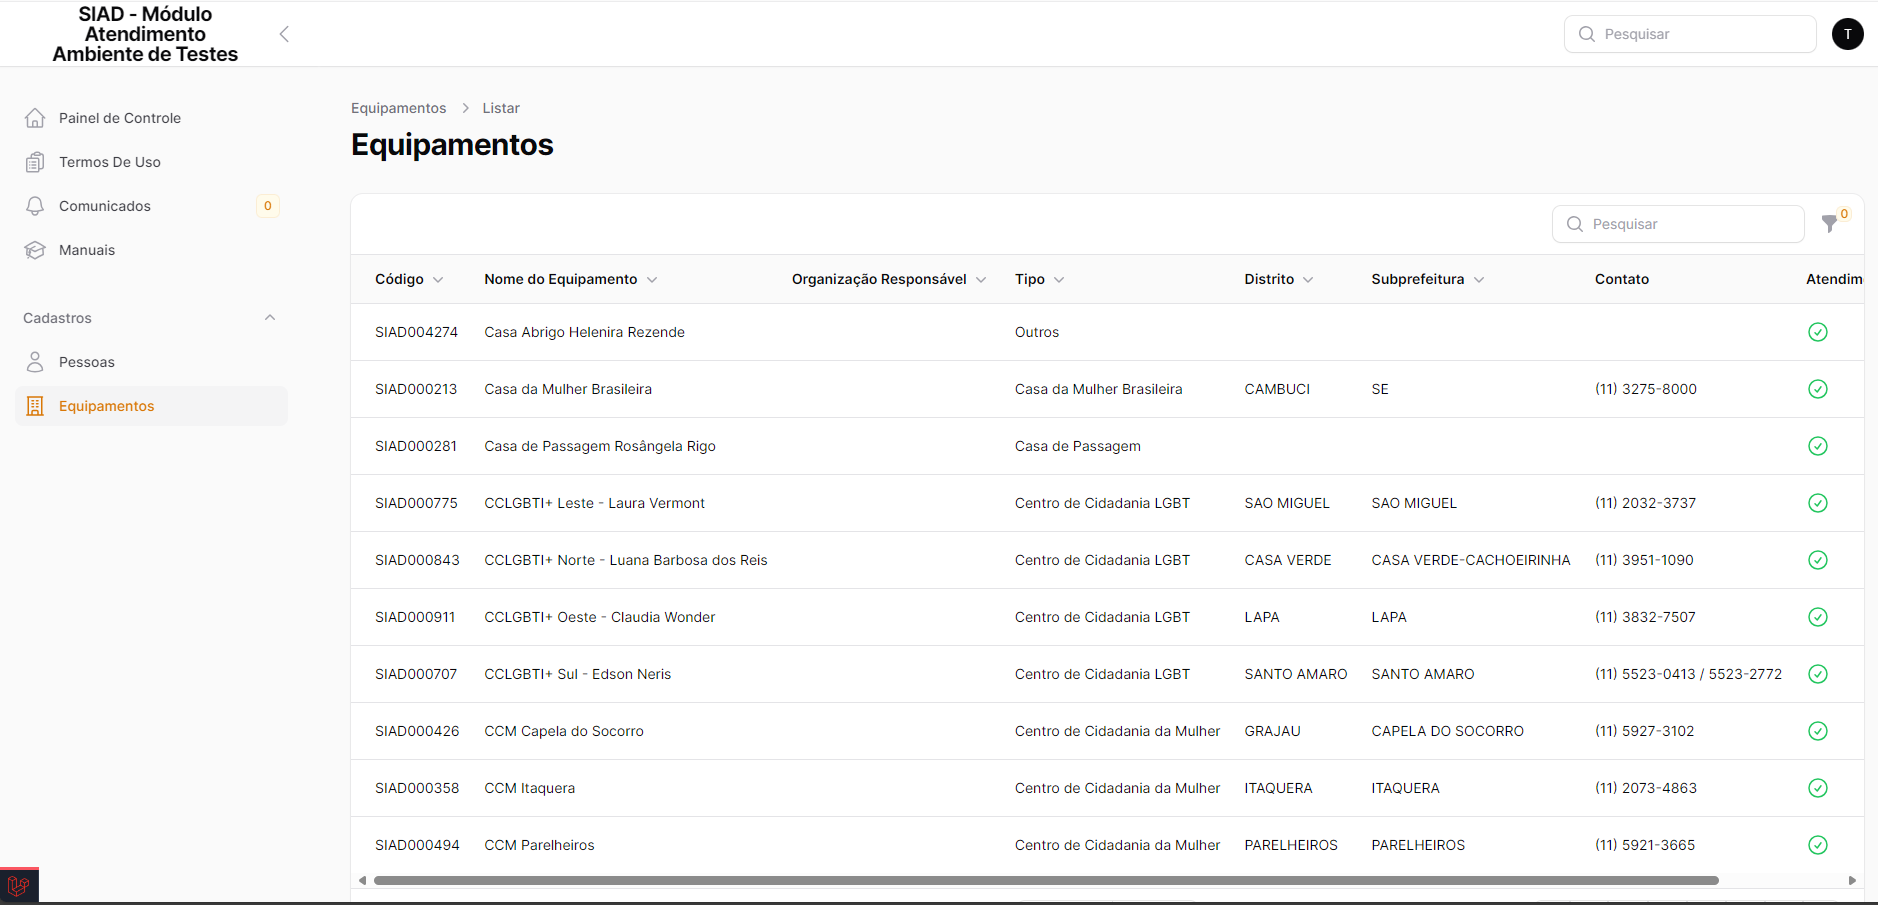 SIAD - Módulo
Atendimento
Ambiente de Testes
Pesquisar
T
Painel de Controle
Termos De Uso
Comunicados 0
Manuais
Cadastros
Pessoas
Equipamentos
Equipamentos > Listar
Equipamentos
Pesquisar 0
Código Nome do Equipamento Organização Responsável Tipo Distrito Subprefeitura Contato Atendim
SIAD004274 Casa Abrigo Helenira Rezende Outros
SIAD000213 Casa da Mulher Brasileira Casa da Mulher Brasileira CAMBUCI SE (11) 3275-8000
SIAD000281 Casa de Passagem Rosângela Rigo Casa de Passagem
SIAD000775 CCLGBTI+ Leste - Laura Vermont Centro de Cidadania LGBT SAO MIGUEL SAO MIGUEL (11) 2032-3737
SIAD000843 CCLGBTI+ Norte - Luana Barbosa dos Reis Centro de Cidadania LGBT CASA VERDE CASA VERDE-CACHOEIRINHA (11) 3951-1090
SIAD000911 CCLGBTI+ Oeste - Claudia Wonder Centro de Cidadania LGBT LAPA LAPA (11) 3832-7507
SIAD000707 CCLGBTI+ Sul - Edson Neris Centro de Cidadania LGBT SANTO AMARO SANTO AMARO (11) 5523-0413 / 5523-2772
SIAD000426 CCM Capela do Socorro Centro de Cidadania da Mulher GRAJAU CAPELA DO SOCORRO (11) 5927-3102
SIAD000358 CCM Itaquera Centro de Cidadania da Mulher ITAQUERA ITAQUERA (11) 2073-4863
SIAD000494 CCM Parelheiros Centro de Cidadania da Mulher PARELHEIROS PARELHEIROS (11) 5921-3665